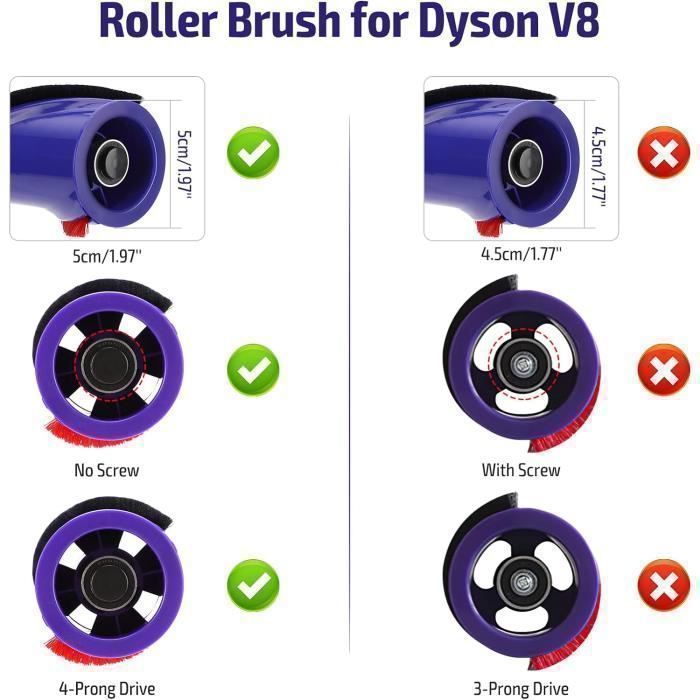 Roller Brush for Dyson V8
5cm/1.97"
5cm/1.97"
4.5cm/1.77"
4.5cm/1.77"
No Screw
With Screw
4-Prong Drive
3-Prong Drive